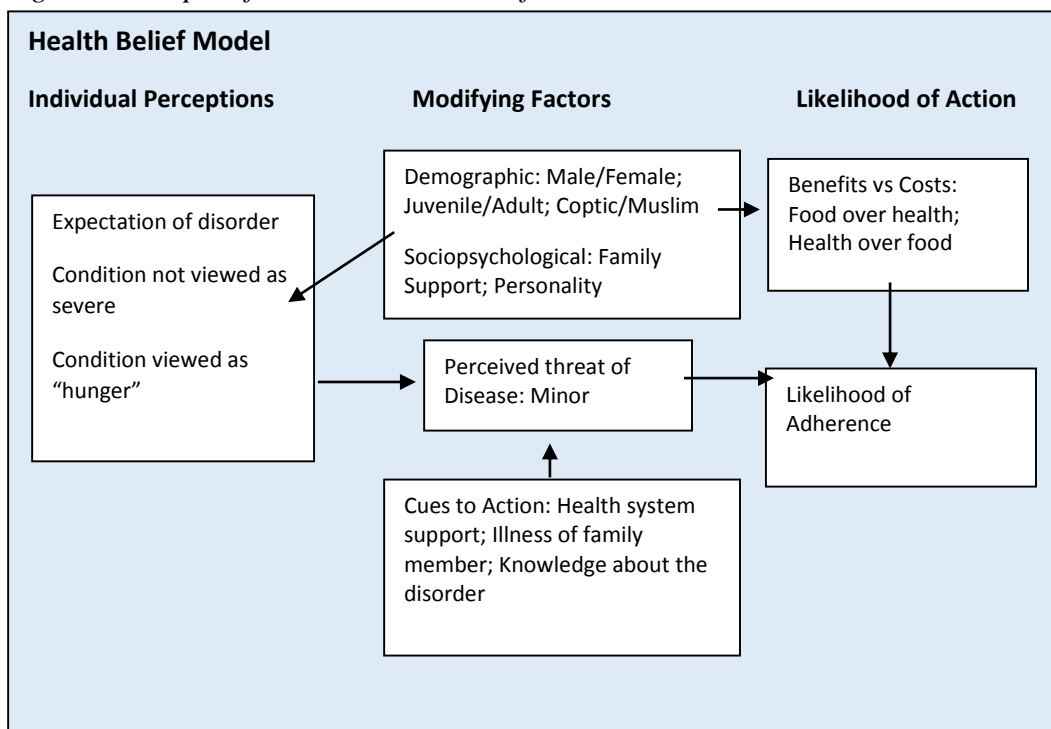 Health Belief Model
Individual Perceptions
Modifying Factors
Likelihood of Action
Expectation of disorder
Condition not viewed as
severe
Condition viewed as
“hunger”
Demographic: Male/Female;
Juvenile/Adult; Coptic/Muslim
Sociopsychological: Family
Support; Personality
Perceived threat of
Disease: Minor
Cues to Action: Health system
support; Illness of family
member; Knowledge about the
disorder
Benefits vs Costs:
Food over health;
Health over food
Likelihood of
Adherence